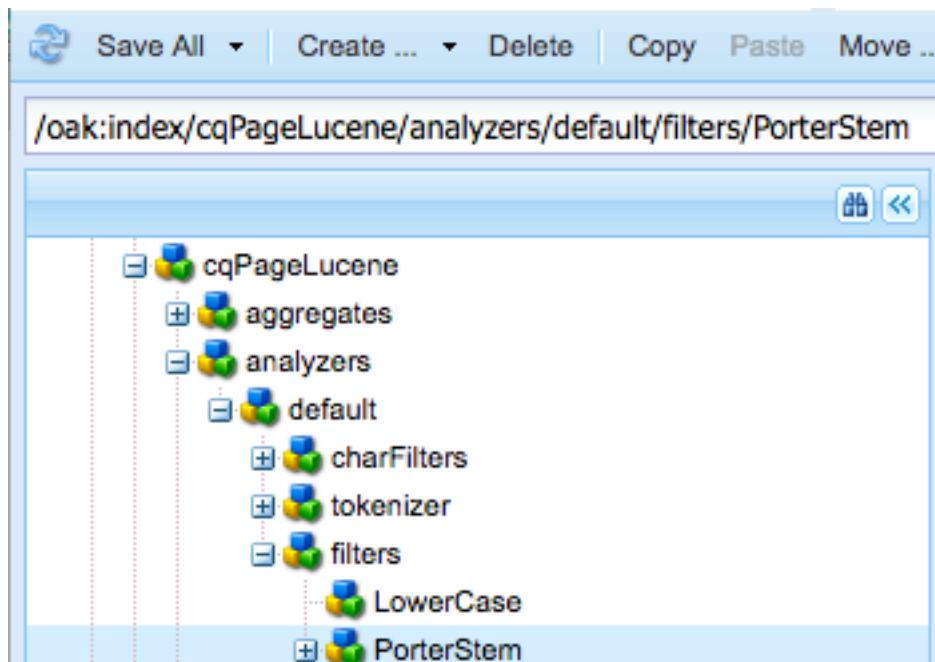 Save All Create ... Delete Copy Paste Move ..
/oak:index/cqPageLucene/analyzers/default/filters/PorterStem
cqPageLucene
aggregates
analyzers
default
charFilters
tokenizer
filters
LowerCase
PorterStem